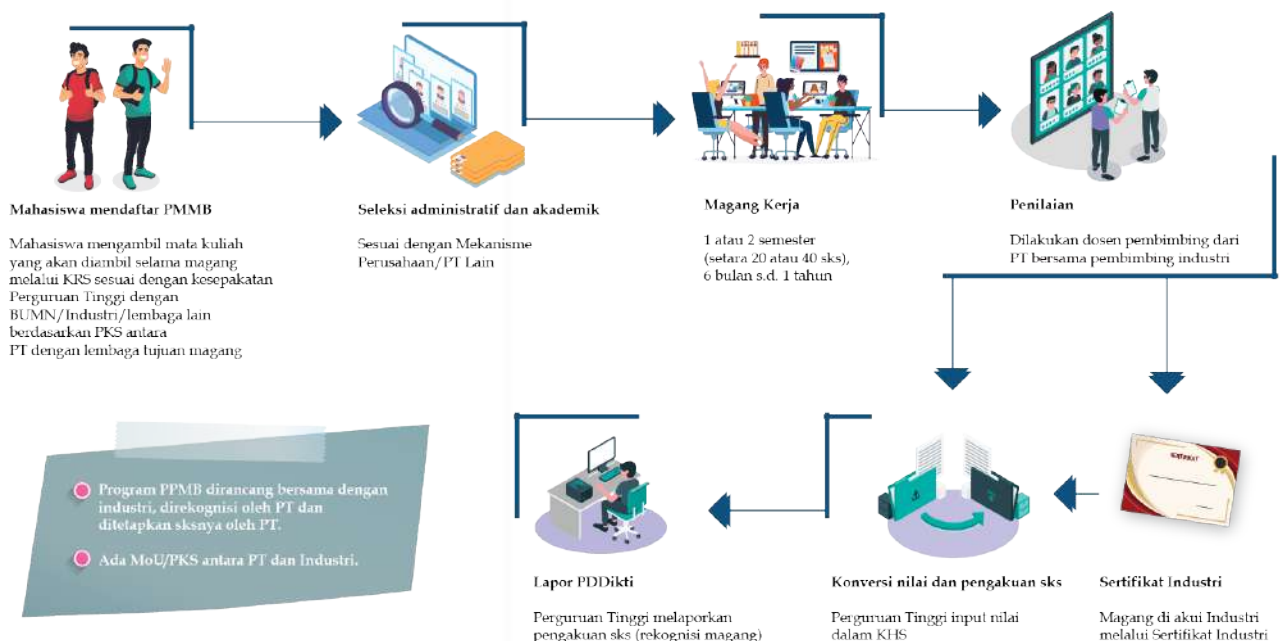 Mahasiswa mendaftar PMMB
Mahasiswa mengambil mata kuliah
yang akan diambil selama magang
melalui KRS sesuai dengan kesepakatan
Perguruan Tinggi dengan
BUMN/Industri/lembaga lain
berdasarkan PKS antara
PT dengan lembaga tujuan magang
Seleksi administratif dan akademik
Sesuai dengan Mekanisme
Perusahaan/PT Lain
Magang Kerja
1 atau 2 semester
(setara 20 atau 40 sks),
6 bulan s.d. 1 tahun
Penilaian
Dilakukan dosen pembimbing dari
PT bersama pembimbing industri
Program PPMB dirancang bersama dengan
industri, direkognisi oleh PT dan
ditetapkan sksnya oleh PT.
Ada MoU/PKS antara PT dan Industri.
Lapor PDDikti
Perguruan Tinggi melaporkan
pengakuan sks (rekognisi magang)
Konversi nilai dan pengakuan sks
Perguruan Tinggi input nilai
dalam KHS
Sertifikat Industri
Magang di akui Industri
melalui Sertifikat Industri